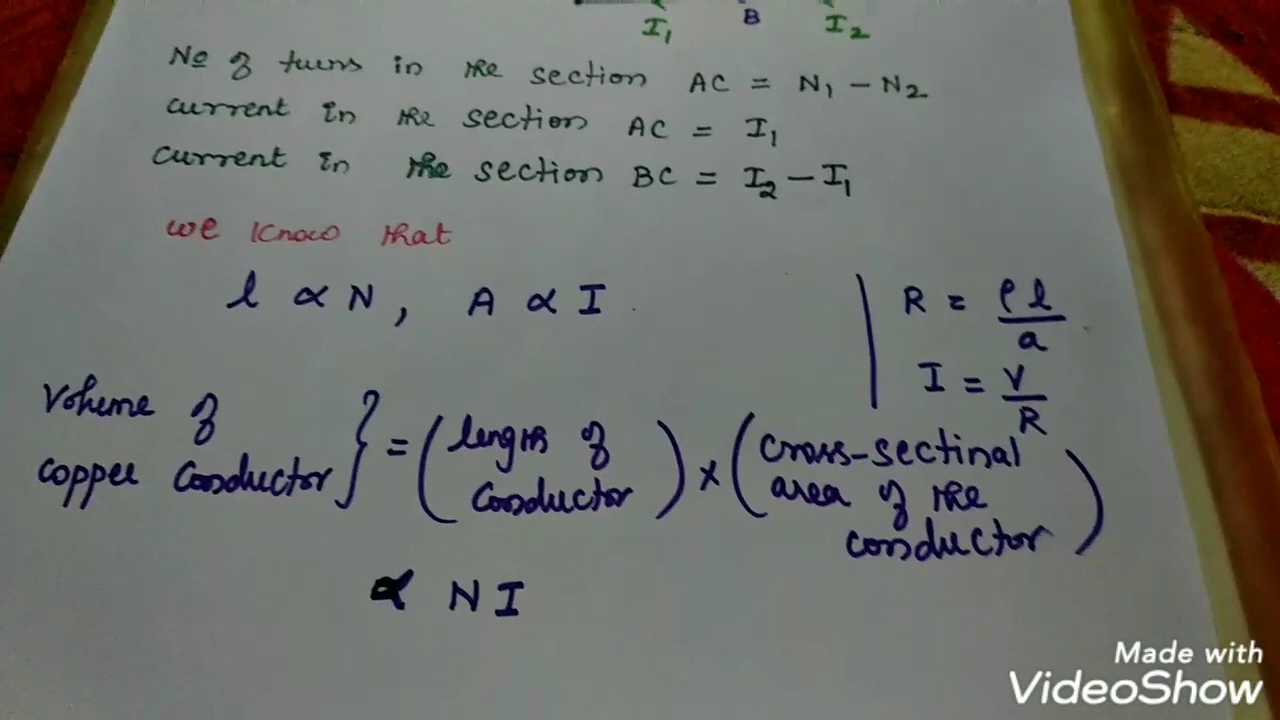 I₁ B I₂
No of turns in the section AC = N₁ - N₂
current in the section AC = I₁
current in the section BC = I₂ - I₁
we know that
l ∝ N, A ∝ I
R = ρl/a
I = V/R
Volume of copper conductor } = (length of conductor) × (cross-sectinal area of the conductor)
∝ NI
Made with
VideoShow